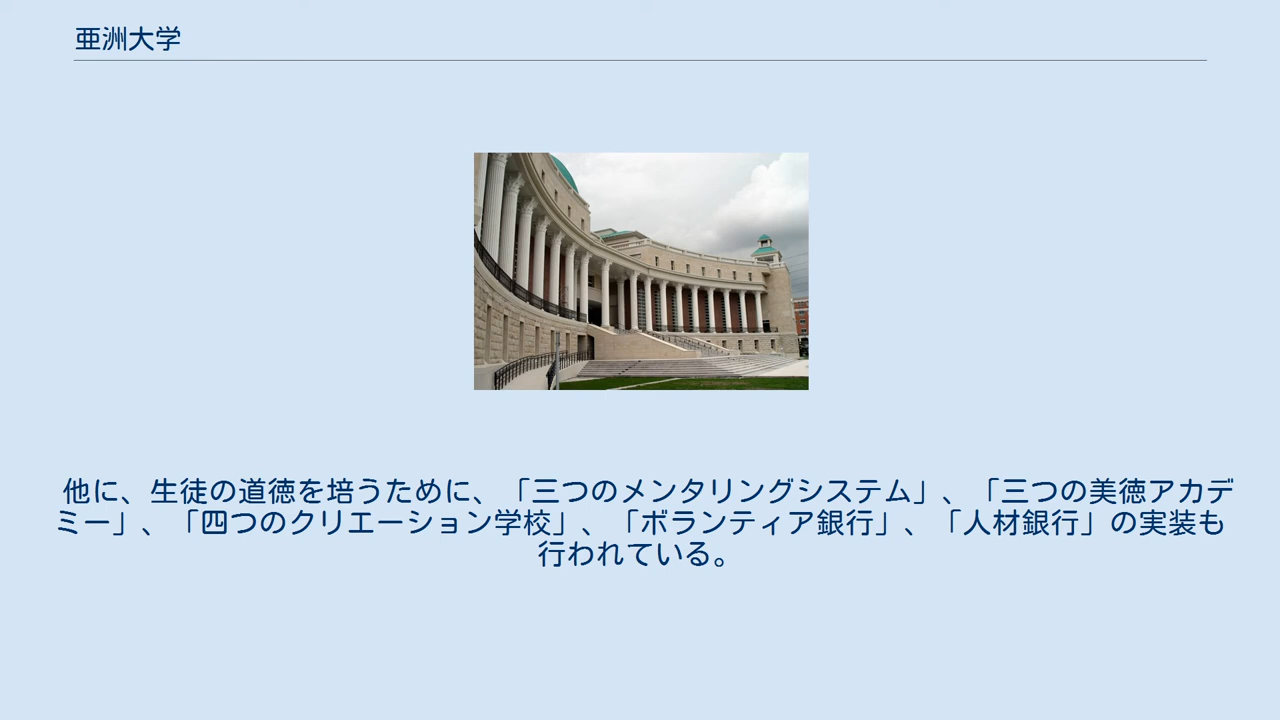 亜洲大学
他に、生徒の道徳を培うために、「三つのメンタリングシステム」、「三つの美徳アカデ
ミー」、「四つのクリエーション学校」、「ボランティア銀行」、「人材銀行」の実装も
行われている。